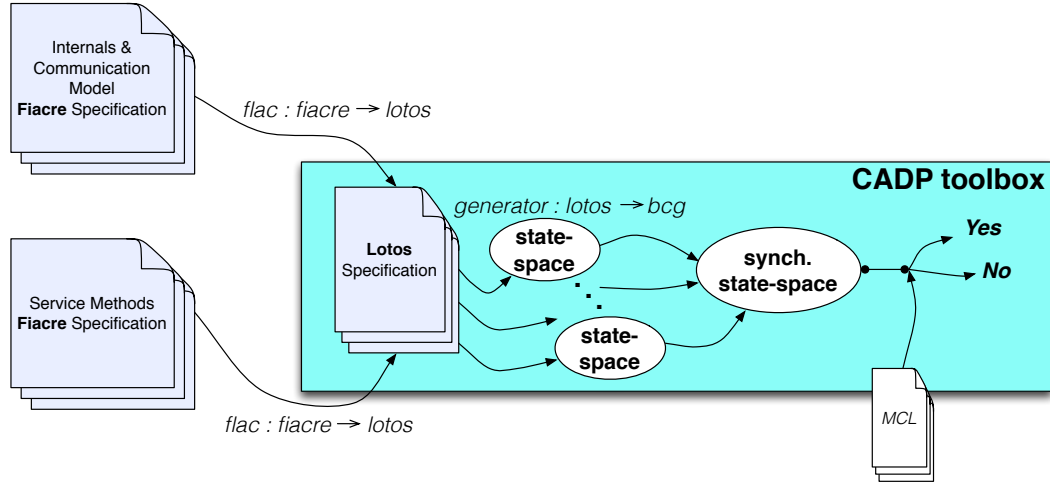 Internals &
Communication
Model
Fiacre Specification
flac : fiacre → lotos
CADP toolbox
generator : lotos → bcg
Lotos
Specification
state-
space
synch.
state-space
Yes
No
state-
space
Service Methods
Fiacre Specification
flac : fiacre → lotos
MCL